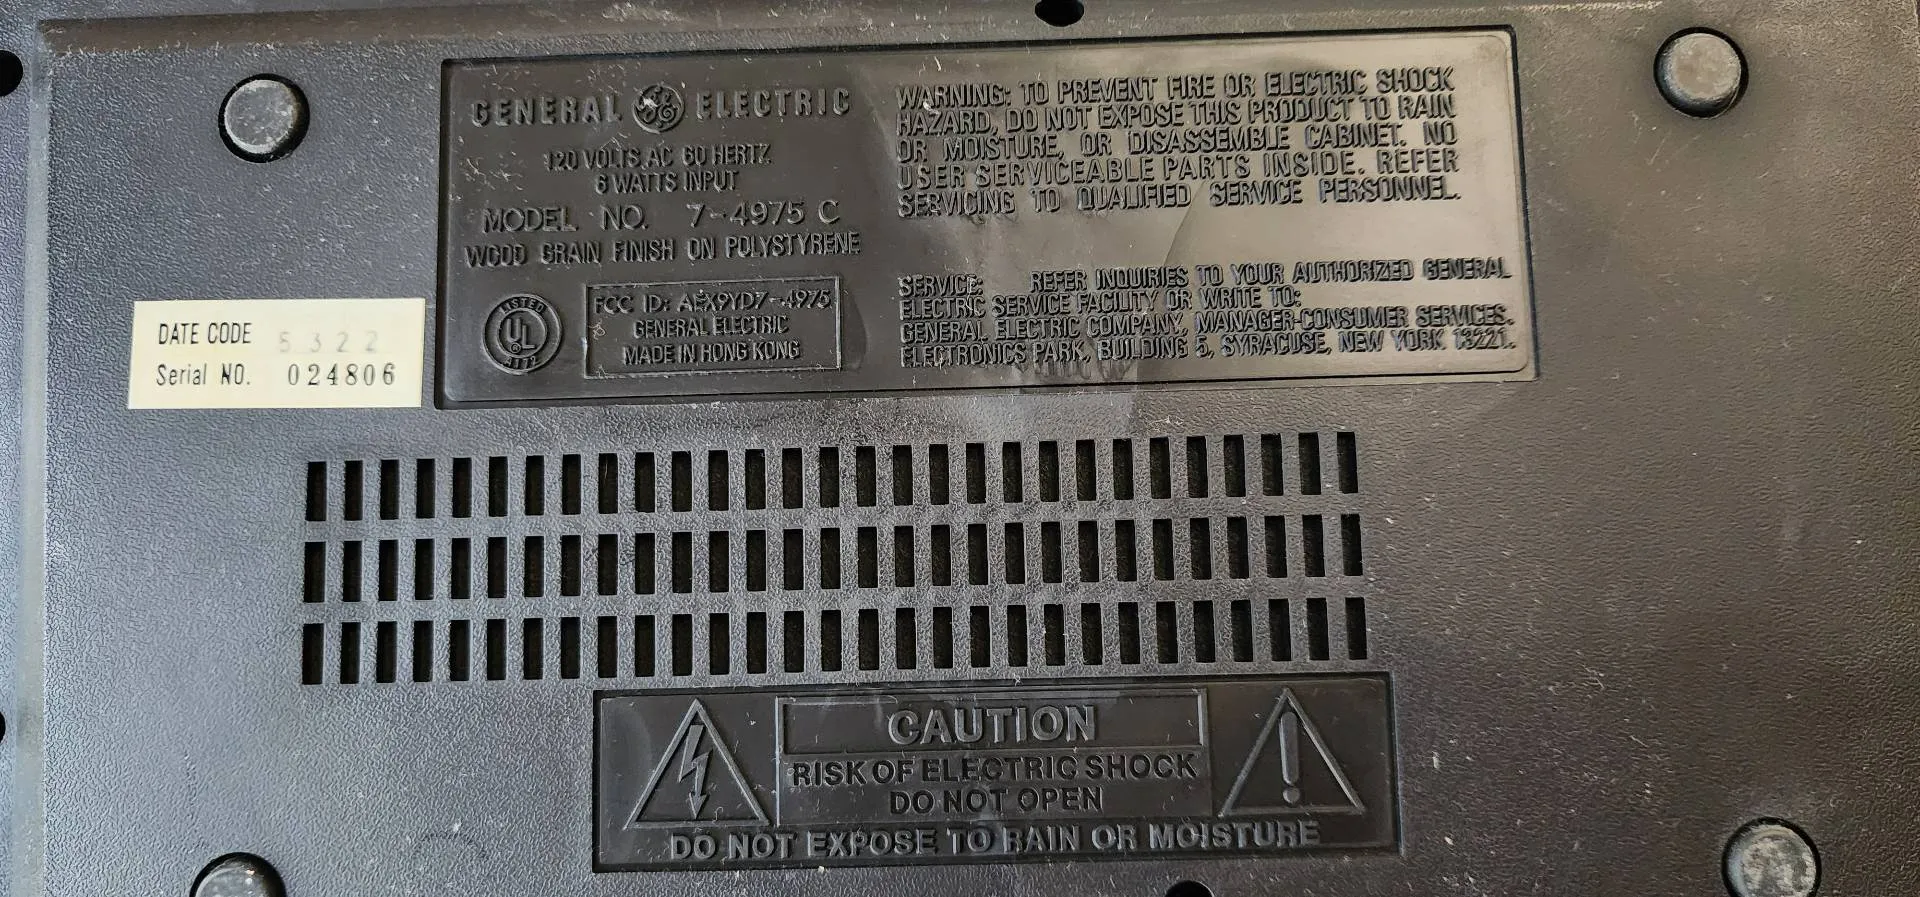 GENERAL GE ELECTRIC
120 VOLTS AC 60 HERTZ
6 WATTS INPUT
MODEL NO. 7-4975 C
WOOD GRAIN FINISH ON POLYSTYRENE
LISTED
UL
®
FCC ID: AEX9YD7-4975
GENERAL ELECTRIC
MADE IN HONG KONG
WARNING: TO PREVENT FIRE OR ELECTRIC SHOCK
HAZARD, DO NOT EXPOSE THIS PRODUCT TO RAIN
OR MOISTURE, OR DISASSEMBLE CABINET. NO
USER SERVICEABLE PARTS INSIDE. REFER
SERVICING TO QUALIFIED SERVICE PERSONNEL.
SERVICE: REFER INQUIRIES TO YOUR AUTHORIZED GENERAL
ELECTRIC SERVICE FACILITY OR WRITE TO:
GENERAL ELECTRIC COMPANY, MANAGER-CONSUMER SERVICES.
ELECTRONICS PARK, BUILDING 5, SYRACUSE, NEW YORK 13221.
DATE CODE 5322
Serial NO. 024806
CAUTION
RISK OF ELECTRIC SHOCK
DO NOT OPEN
DO NOT EXPOSE TO RAIN OR MOISTURE